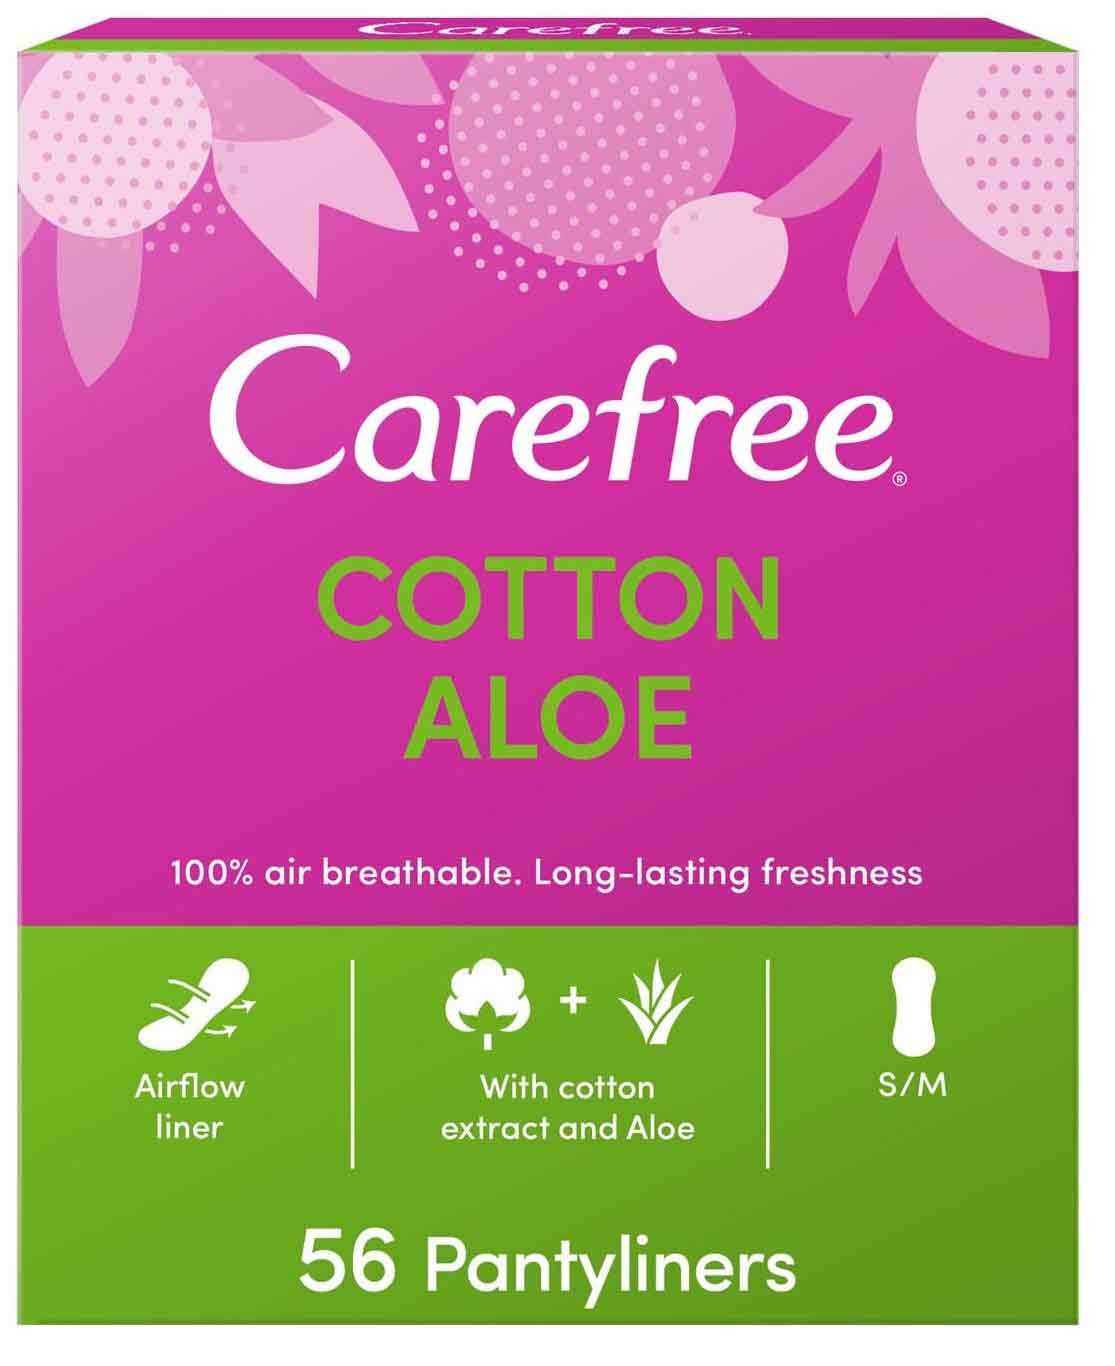 Carefree.
Carefree®
COTTON
ALOE
100% air breathable. Long-lasting freshness
Airflow
liner
+
With cotton
extract and Aloe
S/M
56 Pantyliners